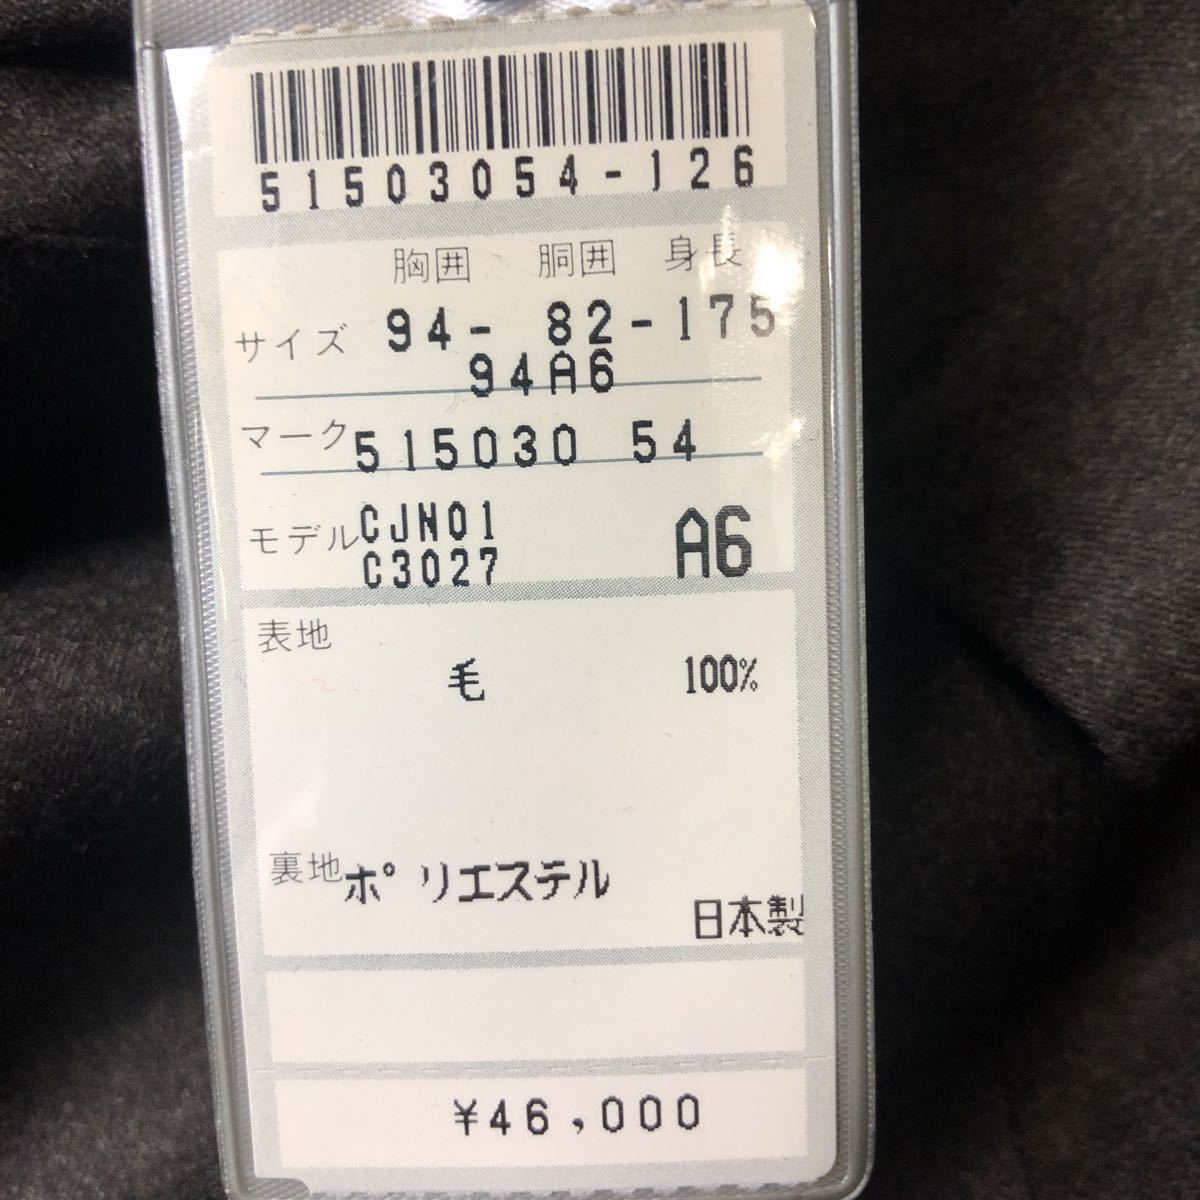 51503054-126
胸囲 胴囲 身長
サイズ 94- 82-175
94A6
マーク 515030 54
モデル CJN01
C3027 A6
表地
毛 100%
裏地 ポリエステル
日本製
¥46,000